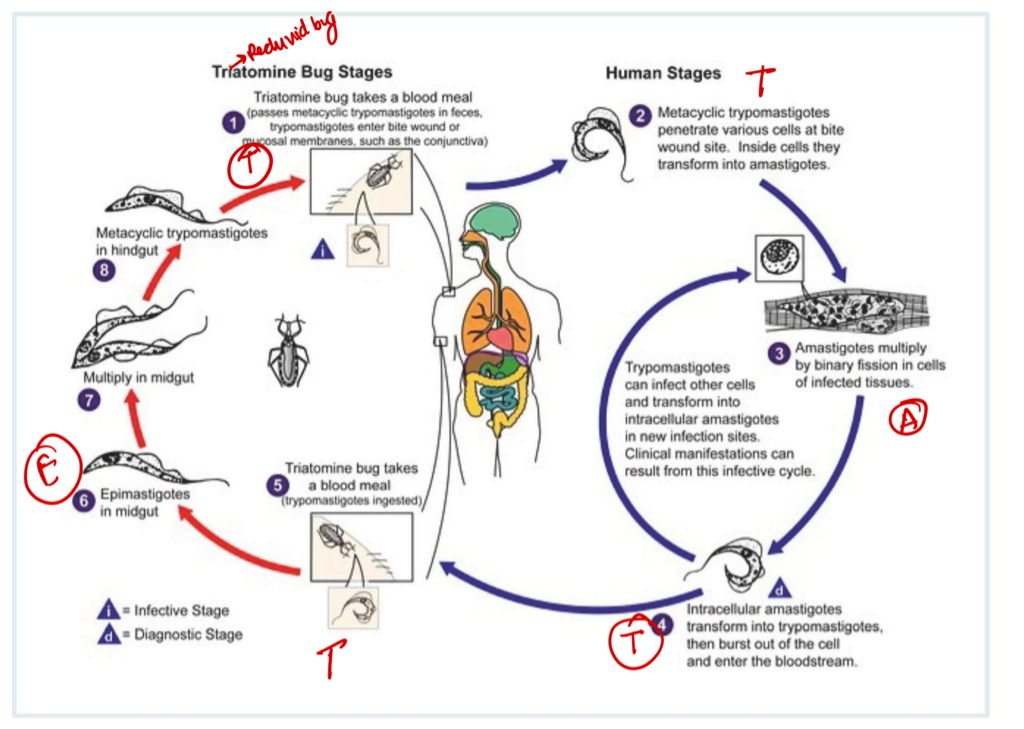 Reduviid bug
Triatomine Bug Stages
Triatomine bug takes a blood meal
(passes metacyclic trypomastigotes in feces,
trypomastigotes enter bite wound or
mucosal membranes, such as the conjunctiva)
1
T
i
Human Stages
T
2
Metacyclic trypomastigotes
penetrate various cells at bite
wound site. Inside cells they
transform into amastigotes.
3
Amastigotes multiply
by binary fission in cells
of infected tissues.
A
Trypomastigotes
can infect other cells
and transform into
intracellular amastigotes
in new infection sites.
Clinical manifestations can
result from this infective cycle.
d
T
4
Intracellular amastigotes
transform into trypomastigotes,
then burst out of the cell
and enter the bloodstream.
5
Triatomine bug takes
a blood meal
(trypomastigotes ingested)
T
E
6
Epimastigotes
in midgut
Multiply in midgut
7
Metacyclic trypomastigotes
in hindgut
8
i = Infective Stage
d = Diagnostic Stage